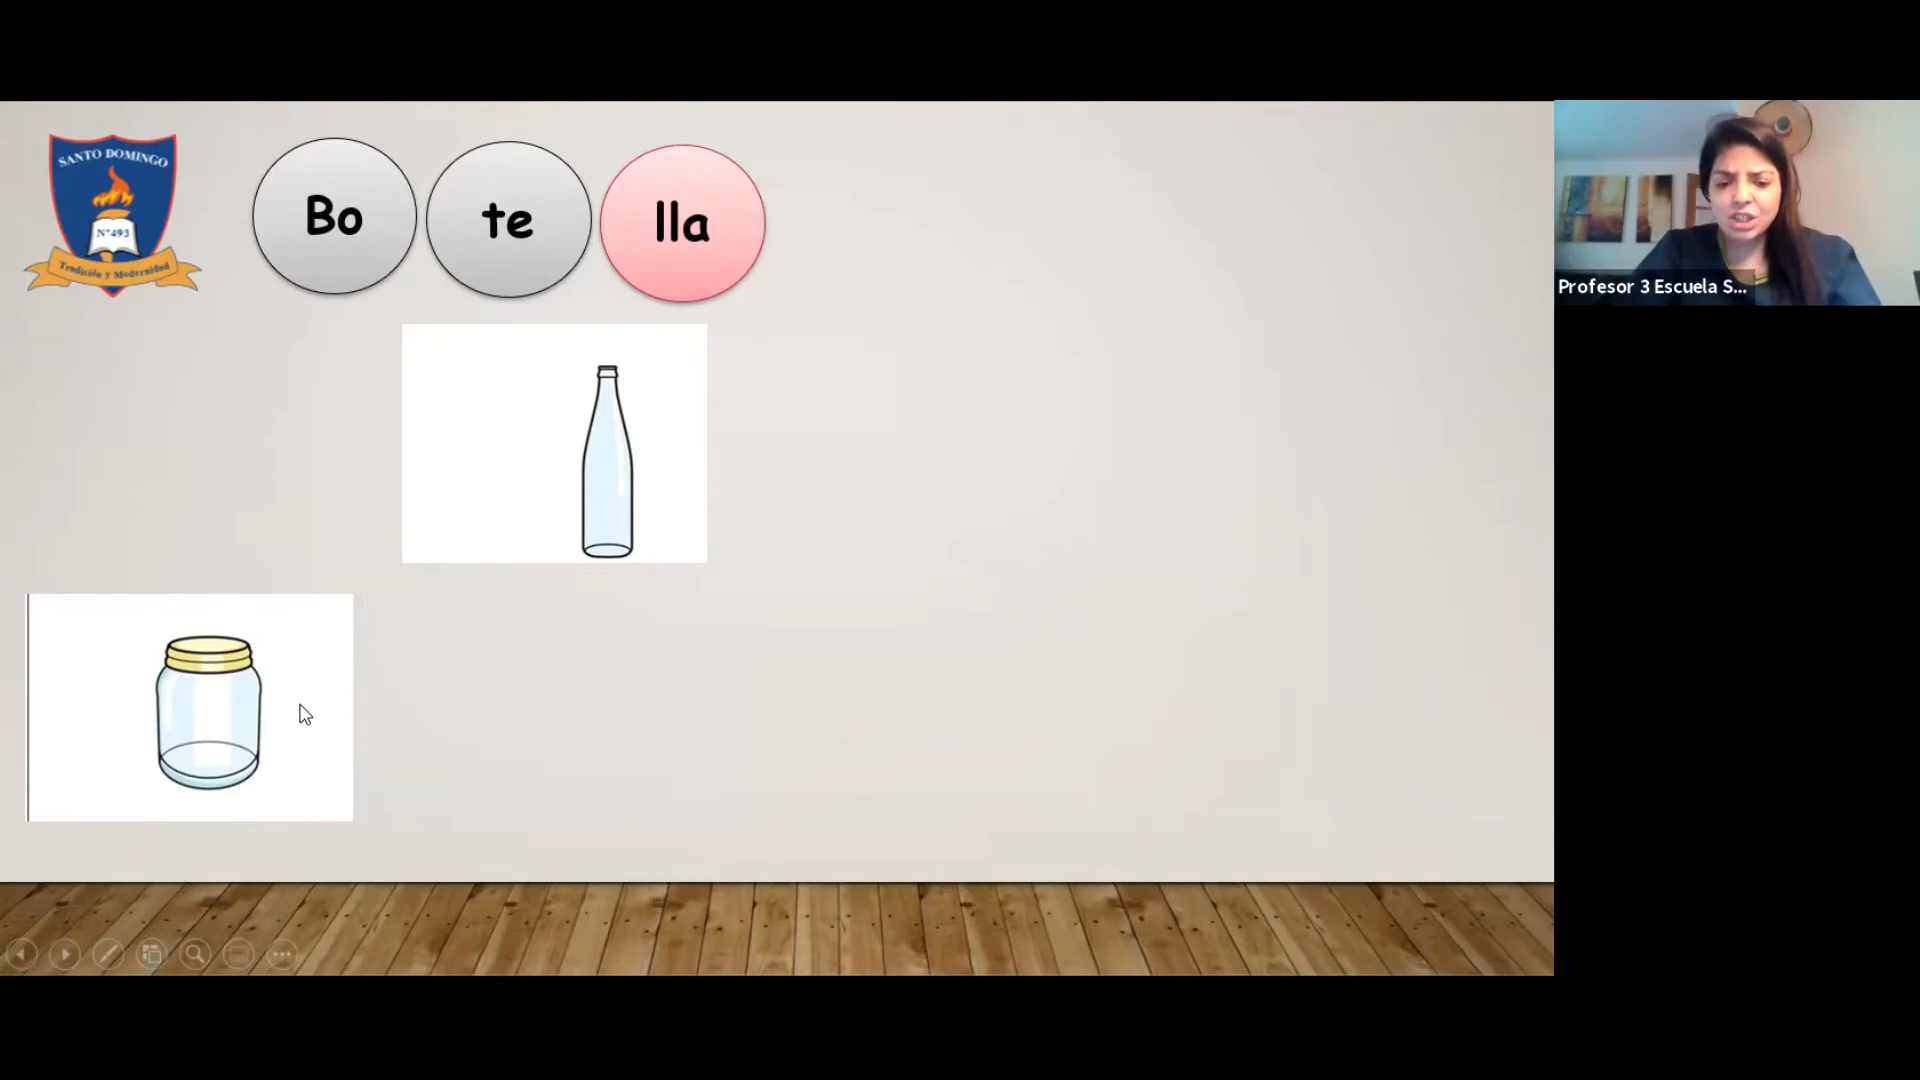 SANTO DOMINGO
N°493
Tradición y Modernidad
Bo
te
lla
Profesor 3 Escuela S...